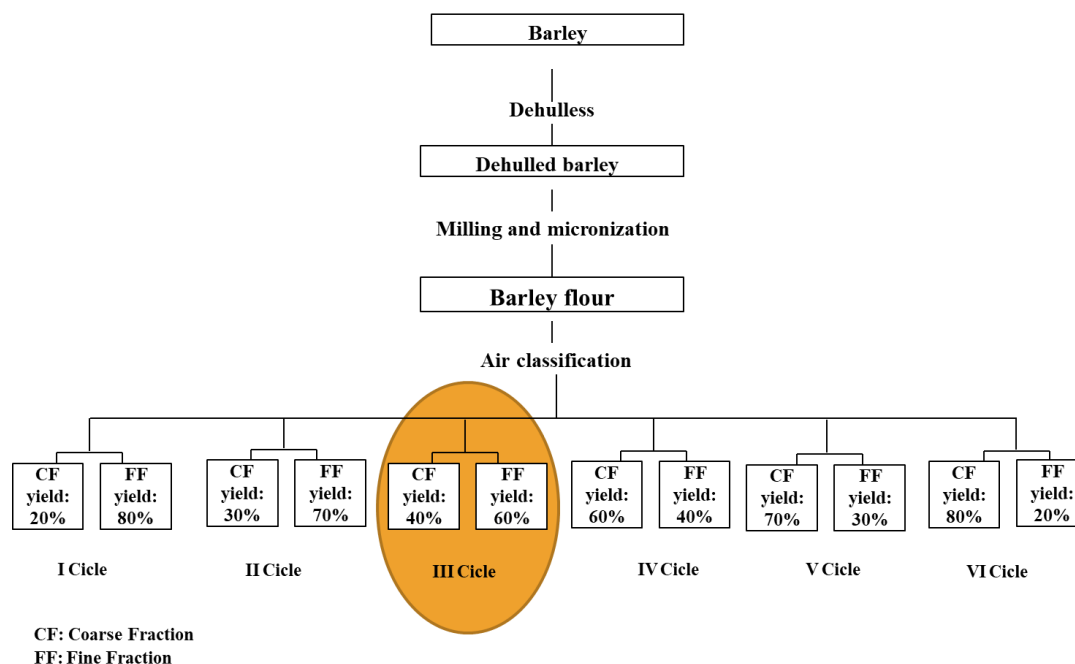 Barley
Dehulless
Dehulled barley
Milling and micronization
Barley flour
Air classification
CF
yield:
20%
FF
yield:
80%
CF
yield:
30%
FF
yield:
70%
CF
yield:
40%
FF
yield:
60%
CF
yield:
60%
FF
yield:
40%
CF
yield:
70%
FF
yield:
30%
CF
yield:
80%
FF
yield:
20%
I Cicle
II Cicle
III Cicle
IV Cicle
V Cicle
VI Cicle
CF: Coarse Fraction
FF: Fine Fraction